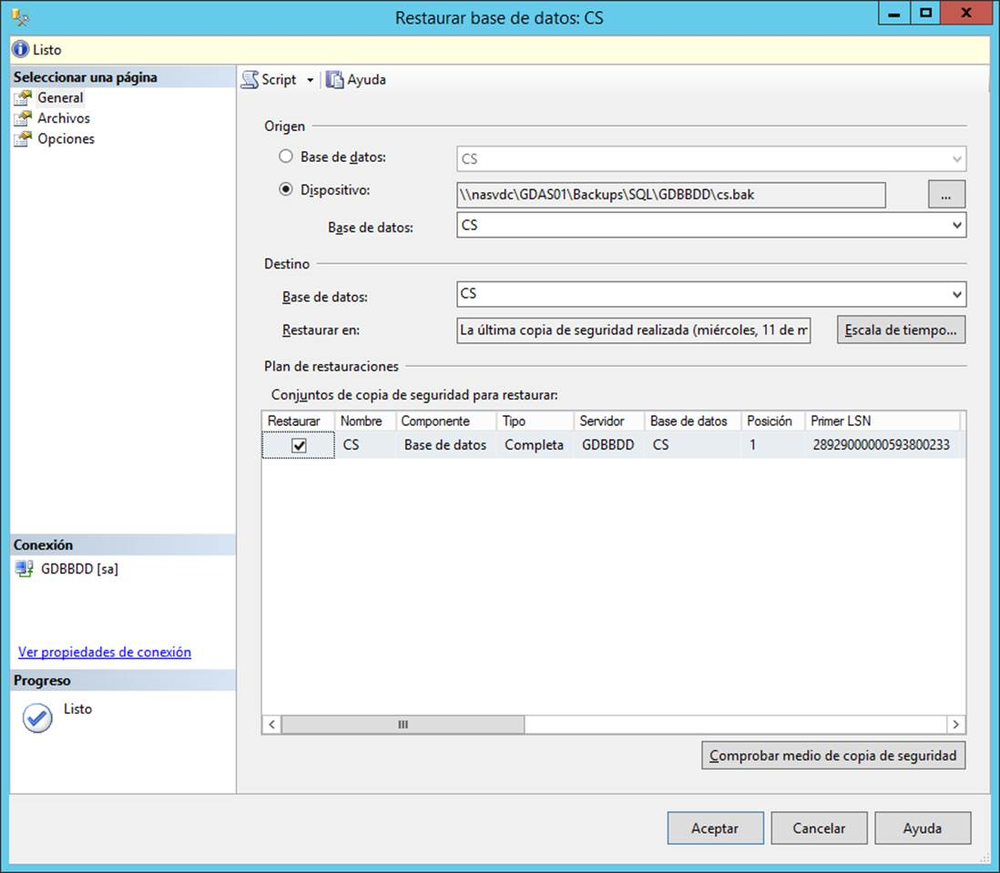 Restaurar base de datos: CS
Listo
Seleccionar una página
General
Archivos
Opciones
Script
Ayuda
Origen
Base de datos:
CS
Dispositivo:
\\nasvdc\GDAS01\Backups\SQL\GDBBDD\cs.bak
...
Base de datos:
CS
Destino
Base de datos:
CS
Restaurar en:
La última copia de seguridad realizada (miércoles, 11 de m
Escala de tiempo...
Plan de restauraciones
Conjuntos de copia de seguridad para restaurar:
Restaurar Nombre Componente Tipo Servidor Base de datos Posición Primer LSN
CS Base de datos Completa GDBBDD CS 1 28929000000593800233
Conexión
GDBBDD [sa]
Ver propiedades de conexión
Progreso
Listo
Comprobar medio de copia de seguridad
Aceptar
Cancelar
Ayuda